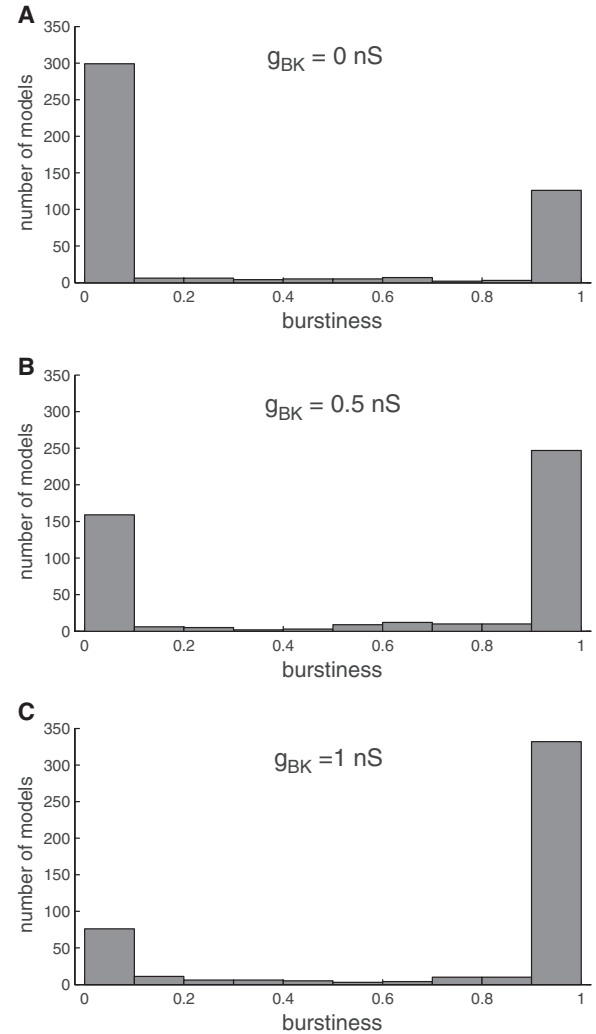 A
g_BK = 0 nS
number of models
350
300
250
200
150
100
50
0
0 0.2 0.4 0.6 0.8 1
burstiness
B
g_BK = 0.5 nS
number of models
350
300
250
200
150
100
50
0
0 0.2 0.4 0.6 0.8 1
burstiness
C
g_BK =1 nS
number of models
350
300
250
200
150
100
50
0
0 0.2 0.4 0.6 0.8 1
burstiness